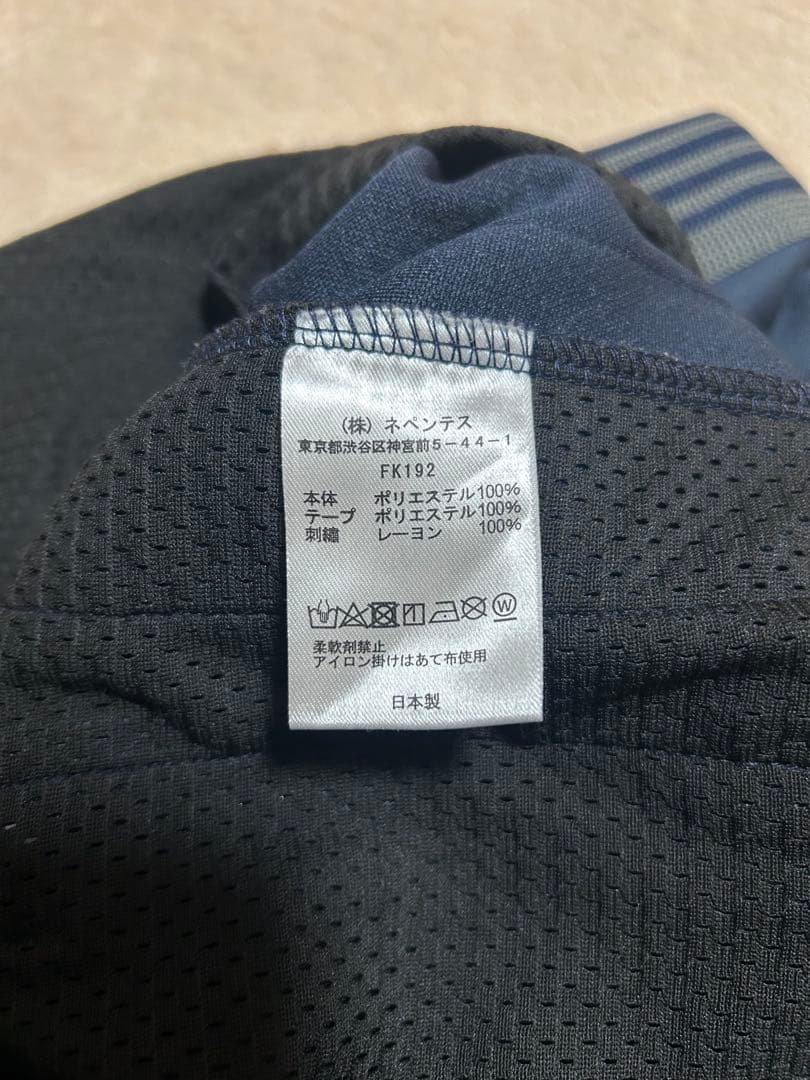 (株) ネペンテス
東京都渋谷区神宮前5-44-1
FK192
本体 ポリエステル100%
テープ ポリエステル100%
刺繍 レーヨン 100%
W
柔軟剤禁止
アイロン掛けはあて布使用
日本製